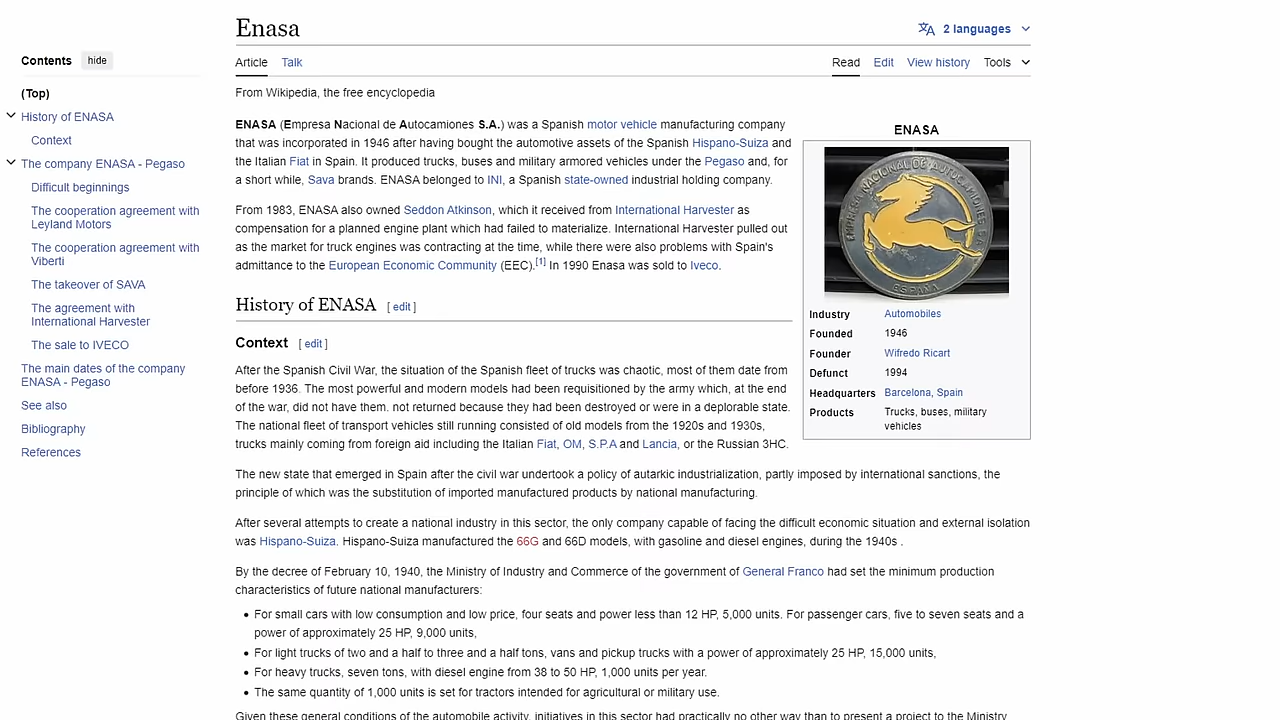 Enasa
2 languages
Contents hide
Article Talk Read Edit View history Tools
(Top)
History of ENASA
Context
The company ENASA - Pegaso
Difficult beginnings
The cooperation agreement with
Leyland Motors
The cooperation agreement with
Viberti
The takeover of SAVA
The agreement with
International Harvester
The sale to IVECO
The main dates of the company
ENASA - Pegaso
See also
Bibliography
References
From Wikipedia, the free encyclopedia
ENASA (Empresa Nacional de Autocamiones S.A.) was a Spanish motor vehicle manufacturing company
that was incorporated in 1946 after having bought the automotive assets of the Spanish Hispano-Suiza and
the Italian Fiat in Spain. It produced trucks, buses and military armored vehicles under the Pegaso and, for
a short while, Sava brands. ENASA belonged to INI, a Spanish state-owned industrial holding company.
From 1983, ENASA also owned Seddon Atkinson, which it received from International Harvester as
compensation for a planned engine plant which had failed to materialize. International Harvester pulled out
as the market for truck engines was contracting at the time, while there were also problems with Spain's
admittance to the European Economic Community (EEC).[1] In 1990 Enasa was sold to Iveco.
ENASA
EMPRESA NACIONAL DE AUTOCAMIONES S.A.
ESPAÑA
Industry Automobiles
Founded 1946
Founder Wifredo Ricart
Defunct 1994
Headquarters Barcelona, Spain
Products Trucks, buses, military
vehicles
History of ENASA [ edit ]
Context [ edit ]
After the Spanish Civil War, the situation of the Spanish fleet of trucks was chaotic, most of them date from
before 1936. The most powerful and modern models had been requisitioned by the army which, at the end
of the war, did not have them. not returned because they had been destroyed or were in a deplorable state.
The national fleet of transport vehicles still running consisted of old models from the 1920s and 1930s,
trucks mainly coming from foreign aid including the Italian Fiat, OM, S.P.A and Lancia, or the Russian 3HC.
The new state that emerged in Spain after the civil war undertook a policy of autarkic industrialization, partly imposed by international sanctions, the
principle of which was the substitution of imported manufactured products by national manufacturing.
After several attempts to create a national industry in this sector, the only company capable of facing the difficult economic situation and external isolation
was Hispano-Suiza. Hispano-Suiza manufactured the 66G and 66D models, with gasoline and diesel engines, during the 1940s .
By the decree of February 10, 1940, the Ministry of Industry and Commerce of the government of General Franco had set the minimum production
characteristics of future national manufacturers:
• For small cars with low consumption and low price, four seats and power less than 12 HP, 5,000 units. For passenger cars, five to seven seats and a
power of approximately 25 HP, 9,000 units,
• For light trucks of two and a half to three and a half tons, vans and pickup trucks with a power of approximately 25 HP, 15,000 units,
• For heavy trucks, seven tons, with diesel engine from 38 to 50 HP, 1,000 units per year.
• The same quantity of 1,000 units is set for tractors intended for agricultural or military use.
Given these general conditions of the automobile activity, initiatives in this sector had practically no other way than to present a project to the Ministry